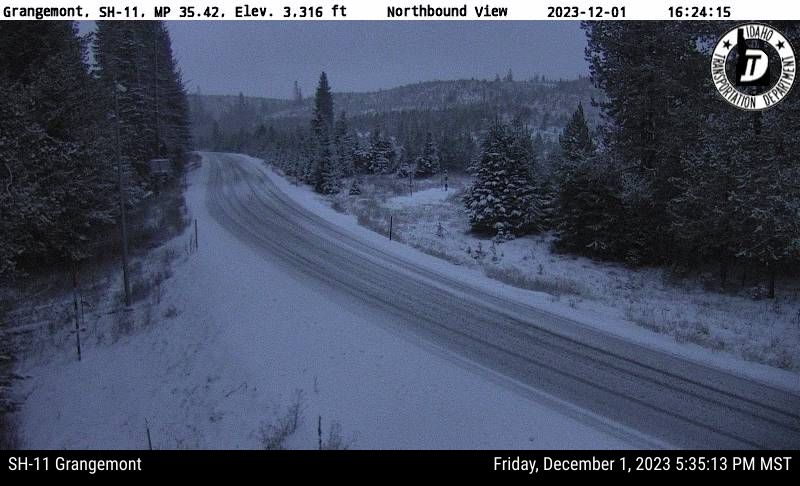 Grangemont, SH-11, MP 35.42, Elev. 3,316 ft Northbound View 2023-12-01 16:24:15
IDAHO
TRANSPORTATION DEPARTMENT
SH-11 Grangemont Friday, December 1, 2023 5:35:13 PM MST